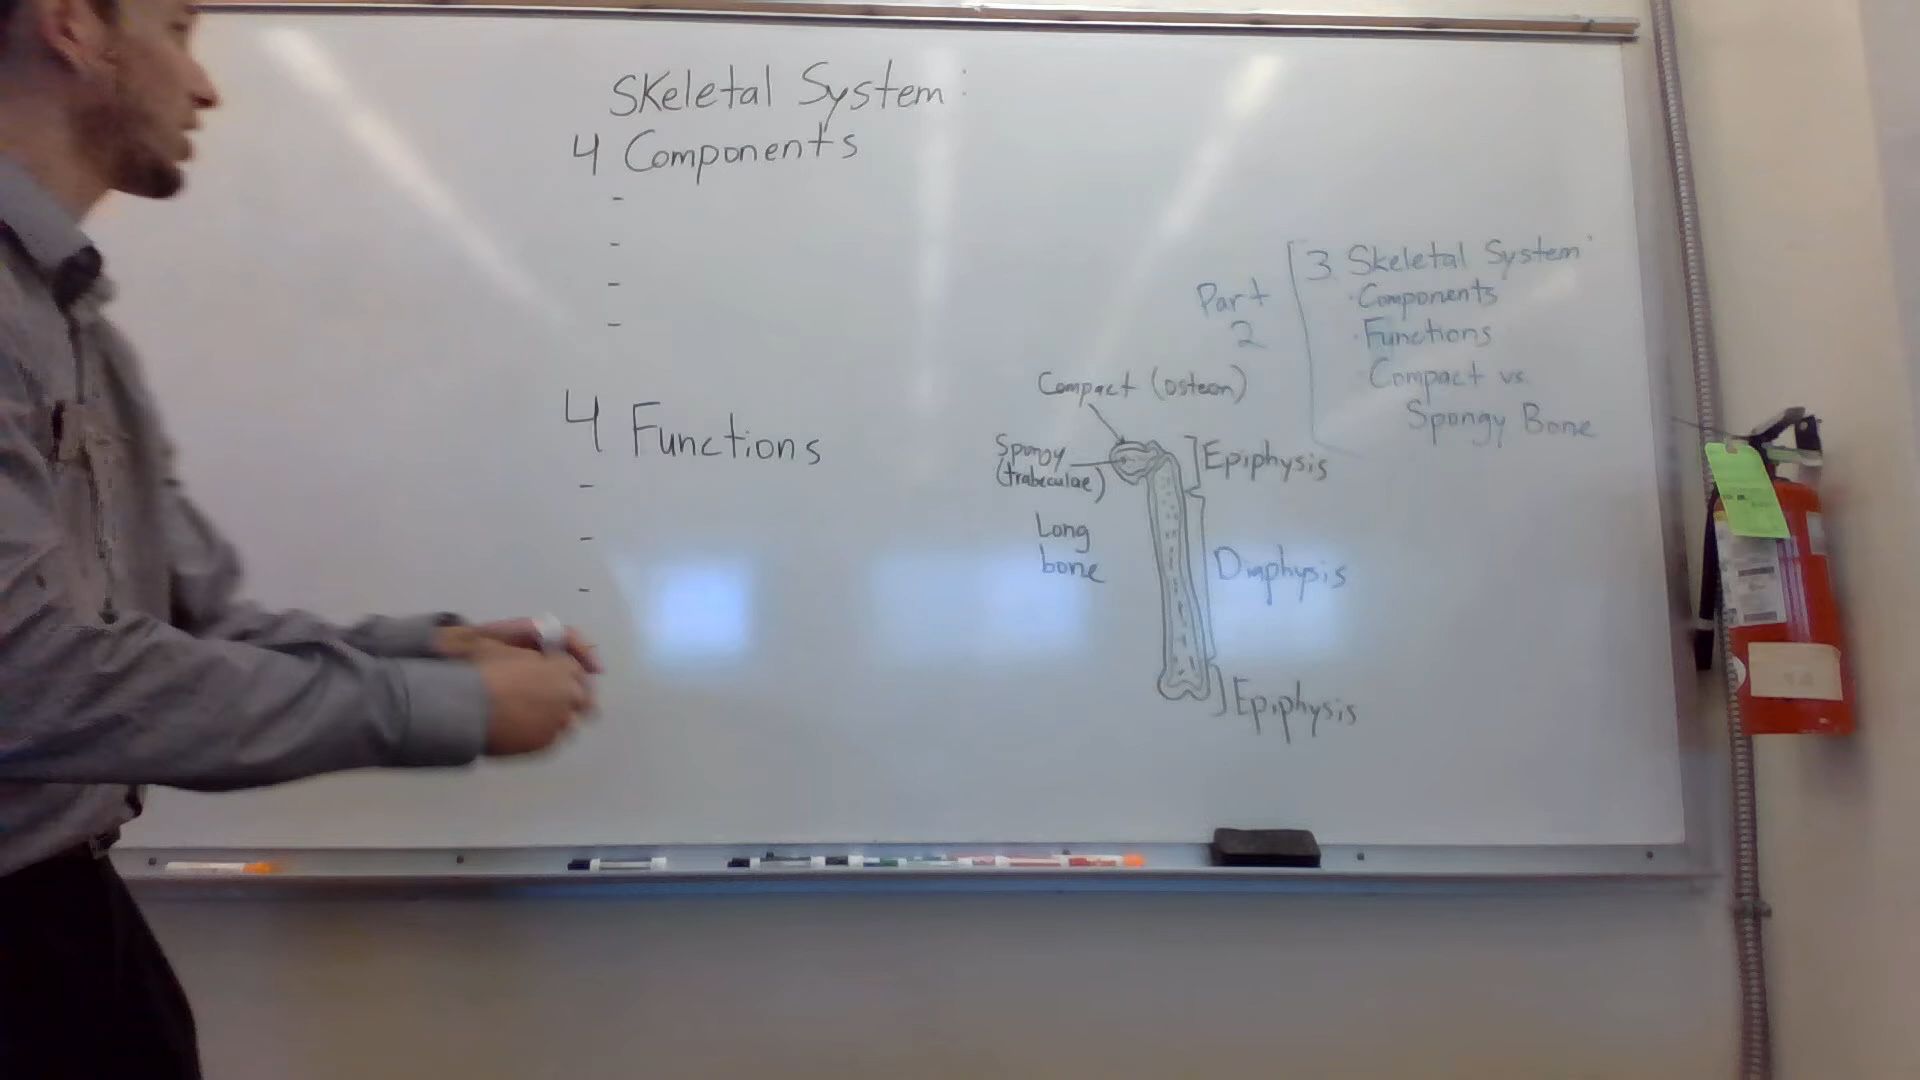 Skeletal System:
4 Components
-
-
-
-
4 Functions
-
-
-
Part
2
3. Skeletal System:
· Components
· Functions
· Compact vs.
Spongy Bone
Compact (osteon)
Spongy
(trabeculae)
Long
bone
Epiphysis
Diaphysis
Epiphysis